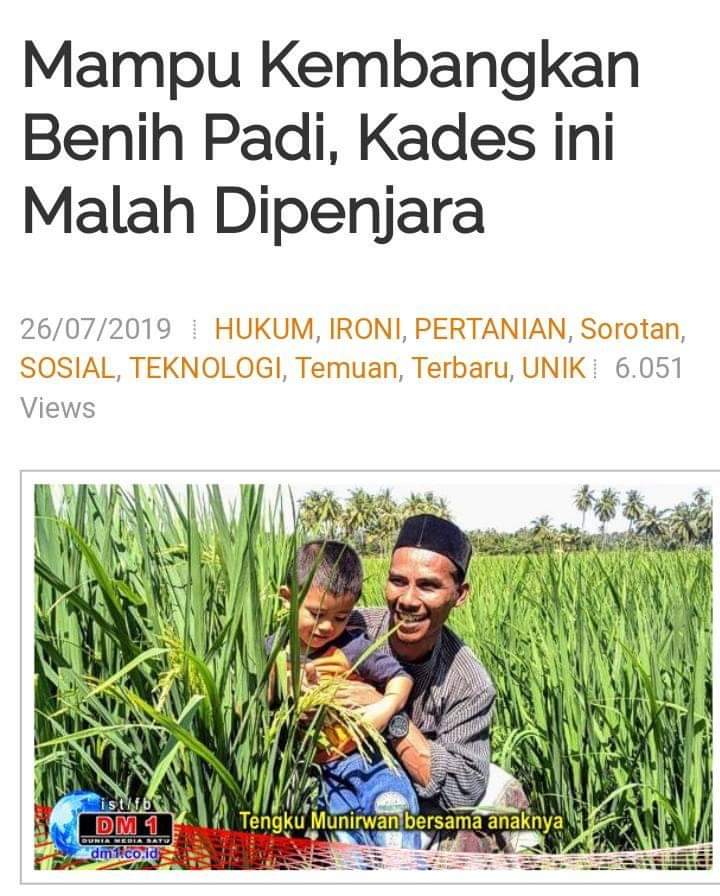 Mampu Kembangkan
Benih Padi, Kades ini
Malah Dipenjara
26/07/2019 ⋮ HUKUM, IRONI, PERTANIAN, Sorotan,
SOSIAL, TEKNOLOGI, Temuan, Terbaru, UNIK ⋮ 6.051
Views
ist/fb
DM 1
DUNIA MEDIA SATU
dm1.co.id
Tengku Munirwan bersama anaknya